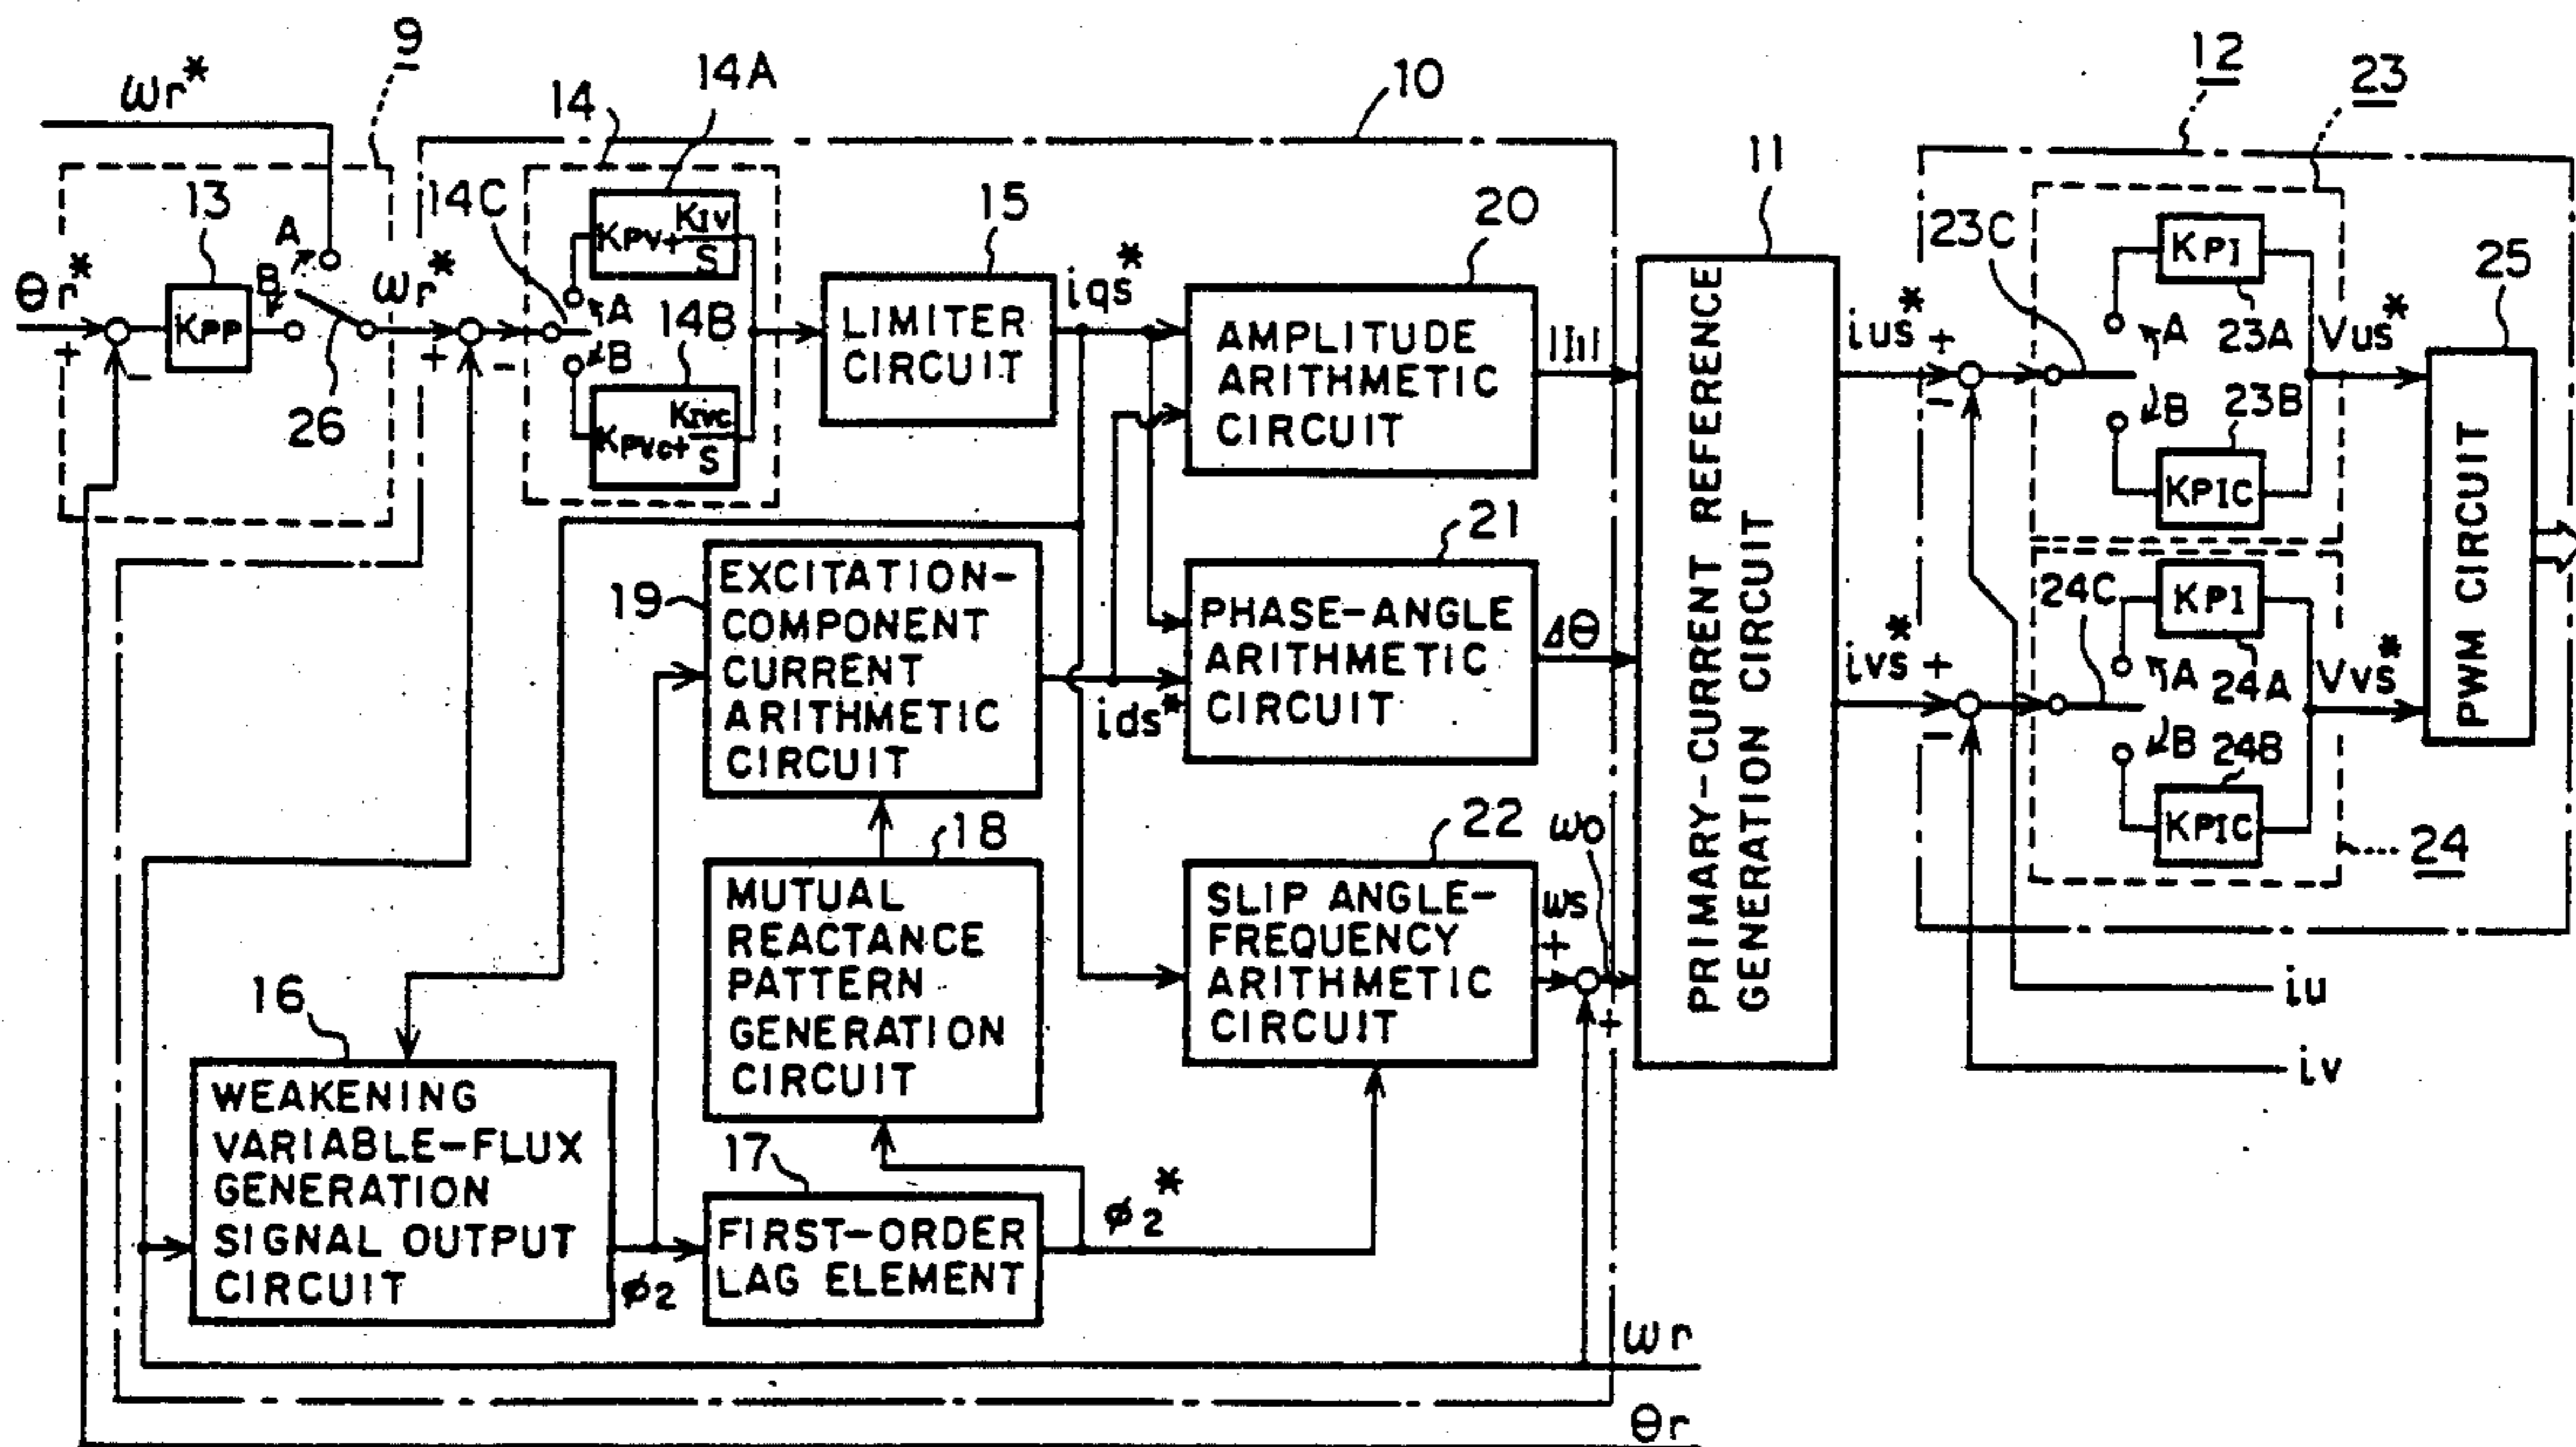 9
ωr*
14
14A
10
12
23
13
A
14C
KPV+KIV/S
15
20
11
23C
KPI
25
θr*
B
ωr*
iqs*
A
23A
Vus*
KPP
A
14B
LIMITER
CIRCUIT
AMPLITUDE
ARITHMETIC
CIRCUIT
|I1|
ius*
+
+
-
+
-
B
-
B
23B
26
KPVC+KIVC/S
KPIC
PWM CIRCUIT
PRIMARY-CURRENT REFERENCE
GENERATION CIRCUIT
21
19
EXCITATION-
COMPONENT
CURRENT
ARITHMETIC
CIRCUIT
PHASE-ANGLE
ARITHMETIC
CIRCUIT
Δθ
ids*
ivs*
+
-
24C
KPI
A
24A
Vvs*
B
24B
KPIC
24
18
22
ωo
MUTUAL
REACTANCE
PATTERN
GENERATION
CIRCUIT
SLIP ANGLE-
FREQUENCY
ARITHMETIC
CIRCUIT
ωs
+
+
iu
iv
16
WEAKENING
VARIABLE-FLUX
GENERATION
SIGNAL OUTPUT
CIRCUIT
17
FIRST-ORDER
LAG ELEMENT
ø2
ø2*
ωr
θr